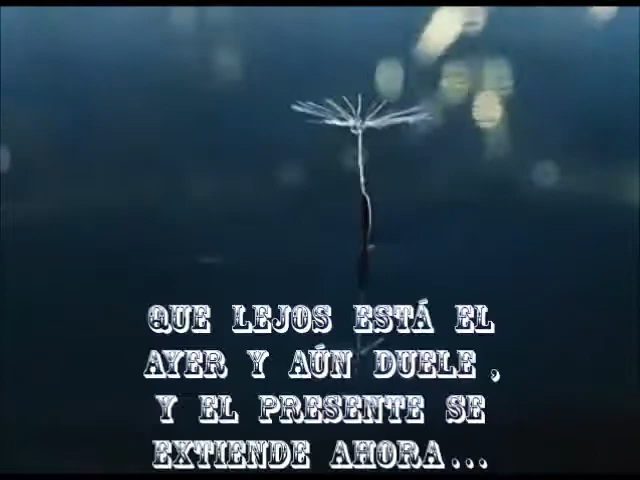 QUE LEJOS ESTÁ EL
AYER Y AÚN DUELE ,
Y EL PRESENTE SE
EXTIENDE AHORA...